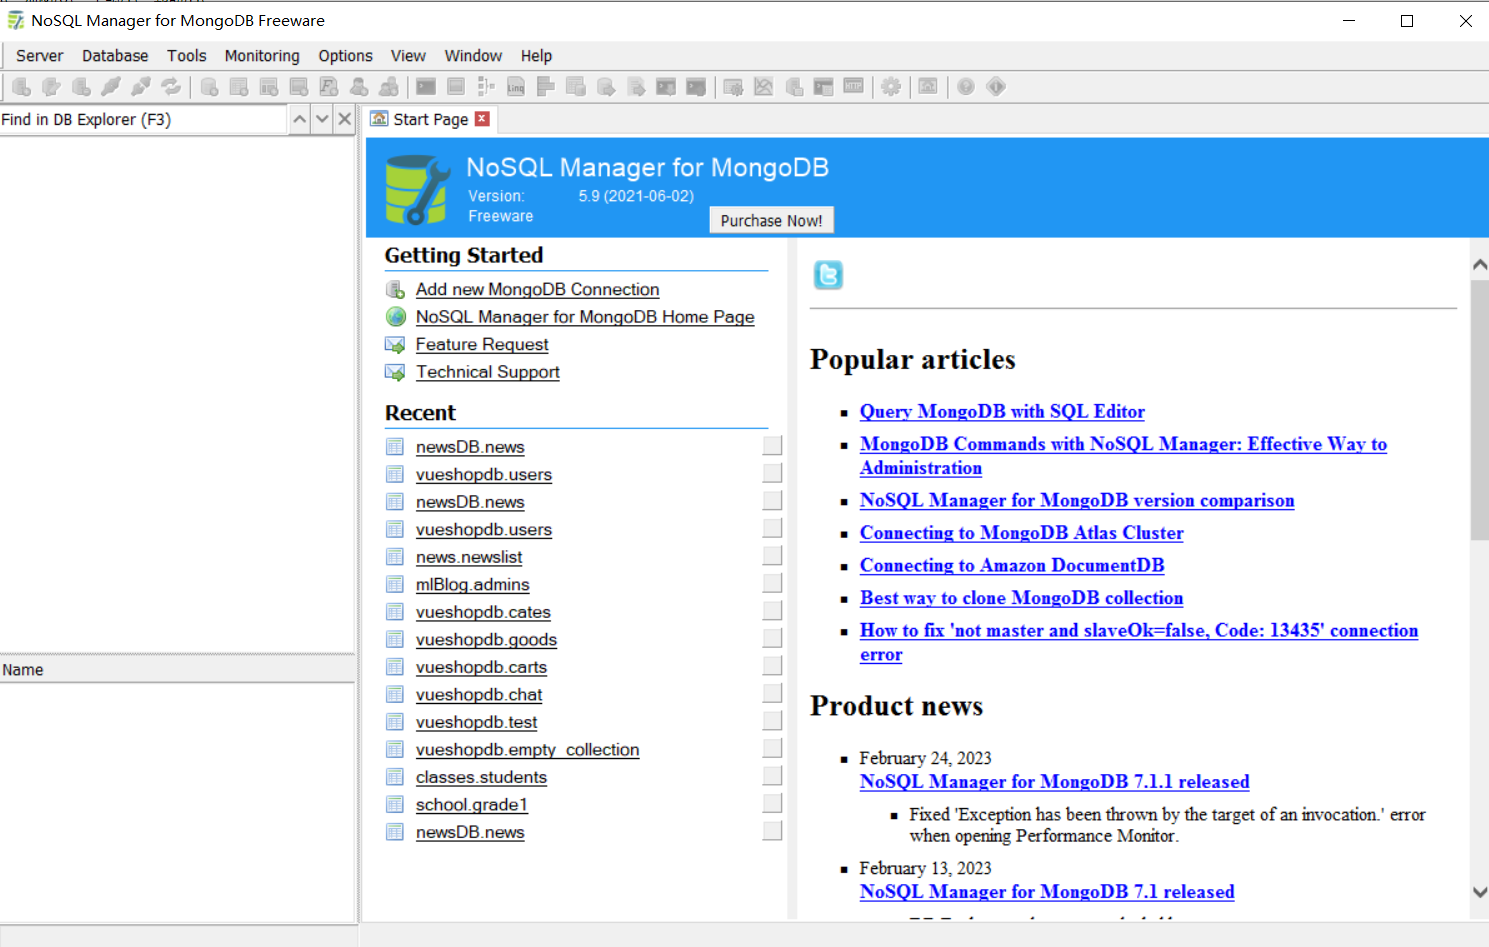 NoSQL Manager for MongoDB Freeware
Server Database Tools Monitoring Options View Window Help
Find in DB Explorer (F3)
Start Page
NoSQL Manager for MongoDB
Version: 5.9 (2021-06-02)
Freeware
Purchase Now!
Getting Started
Add new MongoDB Connection
NoSQL Manager for MongoDB Home Page
Feature Request
Technical Support
Recent
newsDB.news
vueshopdb.users
newsDB.news
vueshopdb.users
news.newslist
mlBlog.admins
vueshopdb.cates
vueshopdb.goods
vueshopdb.carts
vueshopdb.chat
vueshopdb.test
vueshopdb.empty_collection
classes.students
school.grade1
newsDB.news
Popular articles
Query MongoDB with SQL Editor
MongoDB Commands with NoSQL Manager: Effective Way to
Administration
NoSQL Manager for MongoDB version comparison
Connecting to MongoDB Atlas Cluster
Connecting to Amazon DocumentDB
Best way to clone MongoDB collection
How to fix 'not master and slaveOk=false, Code: 13435' connection
error
Product news
February 24, 2023
NoSQL Manager for MongoDB 7.1.1 released
Fixed 'Exception has been thrown by the target of an invocation.' error
when opening Performance Monitor.
February 13, 2023
NoSQL Manager for MongoDB 7.1 released
Name